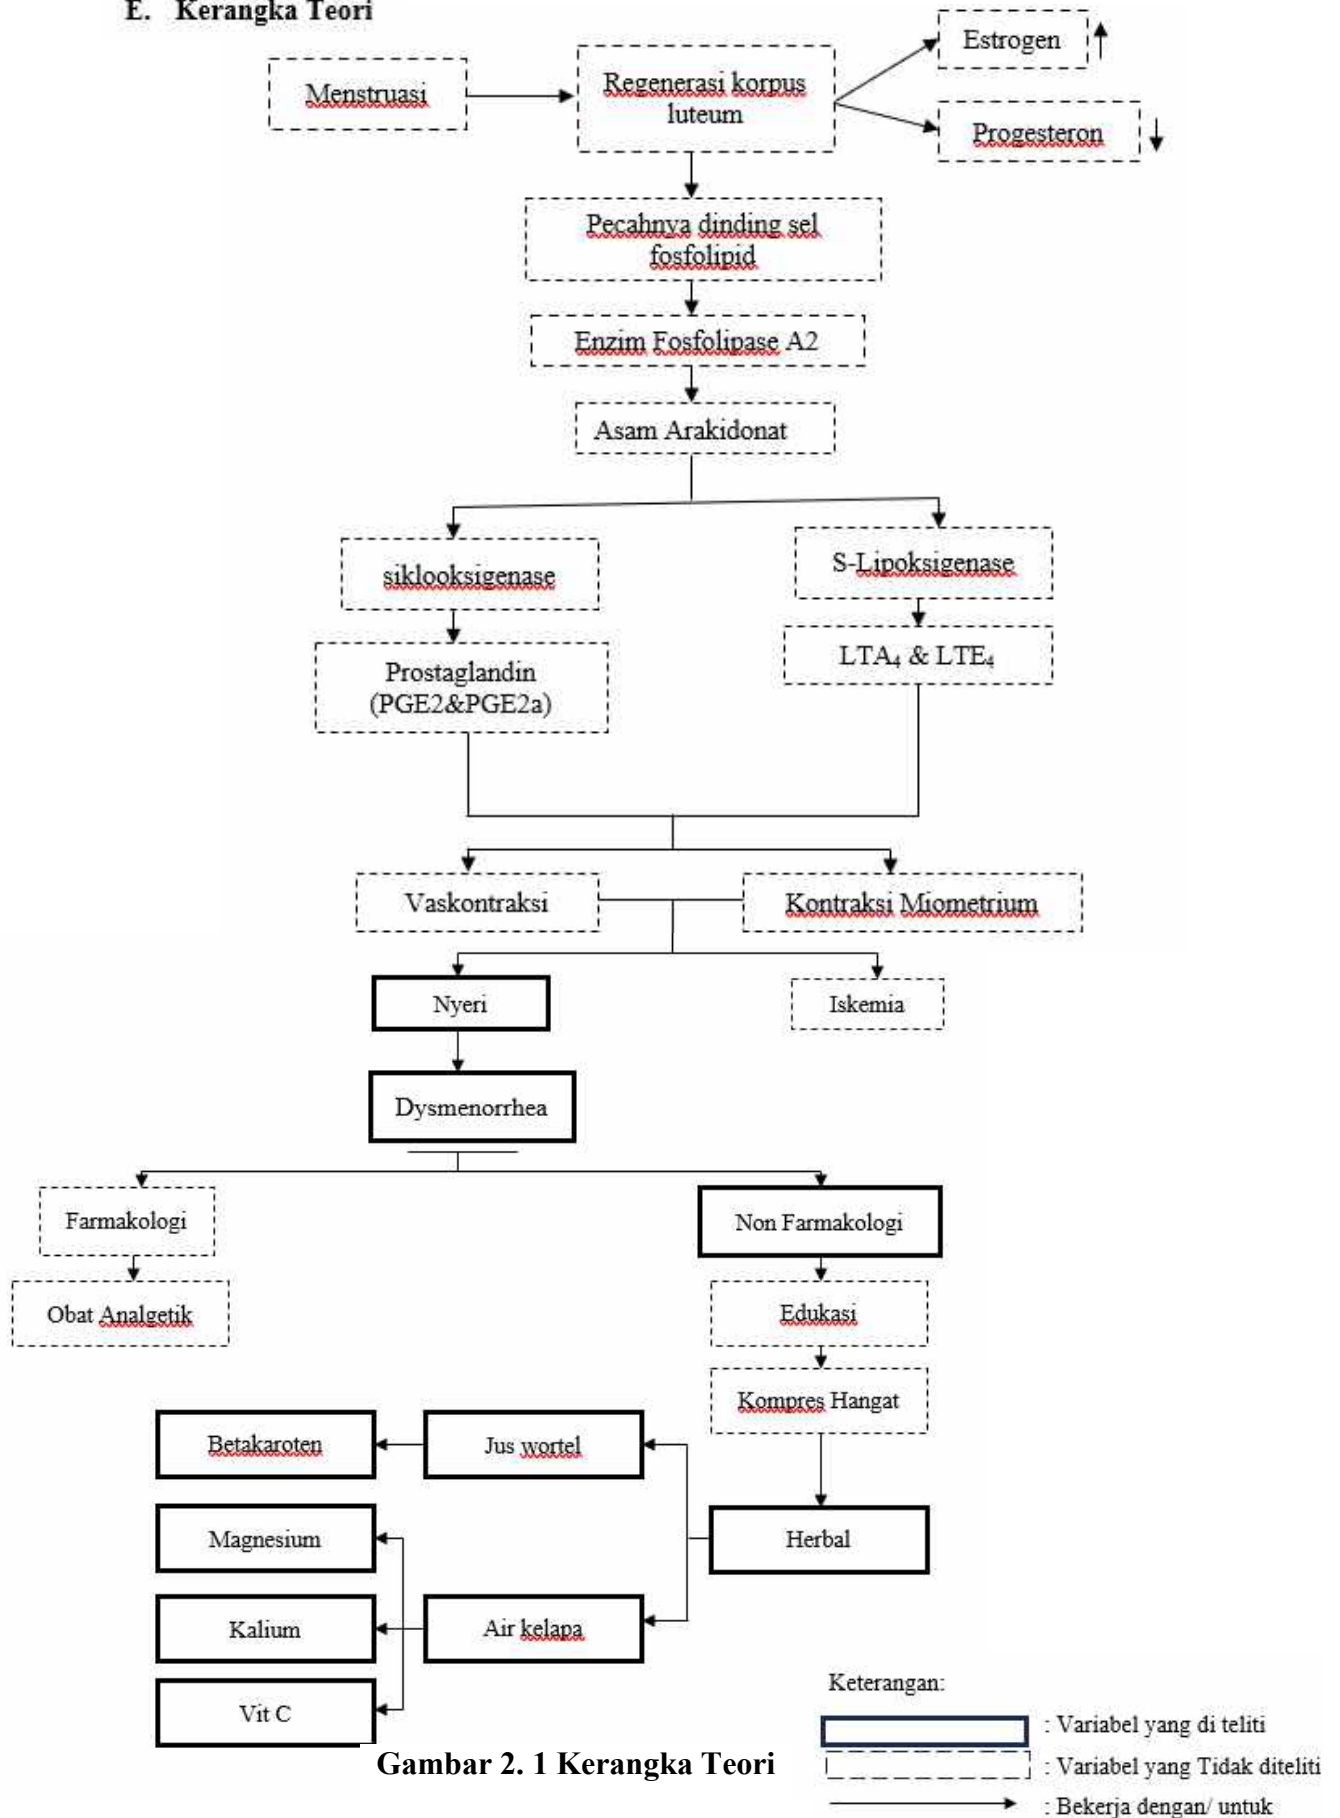 E. Kerangka Teori
Menstruasi
Regenerasi korpus
luteum
Estrogen ↑
Progesteron ↓
Pecahnya dinding sel
fosfolipid
Enzim Fosfolipase A2
Asam Arakidonat
siklooksigenase
S-Lipoksigenase
Prostaglandin
(PGE2&PGE2a)
LTA₄ & LTE₄
Vaskontraksi
Kontraksi Miometrium
Nyeri
Iskemia
Dysmenorrhea
Farmakologi
Non Farmakologi
Obat Analgetik
Edukasi
Kompres Hangat
Betakaroten
Jus wortel
Magnesium
Herbal
Kalium
Air kelapa
Vit C
Keterangan:
: Variabel yang di teliti
: Variabel yang Tidak diteliti
: Bekerja dengan/ untuk
Gambar 2. 1 Kerangka Teori